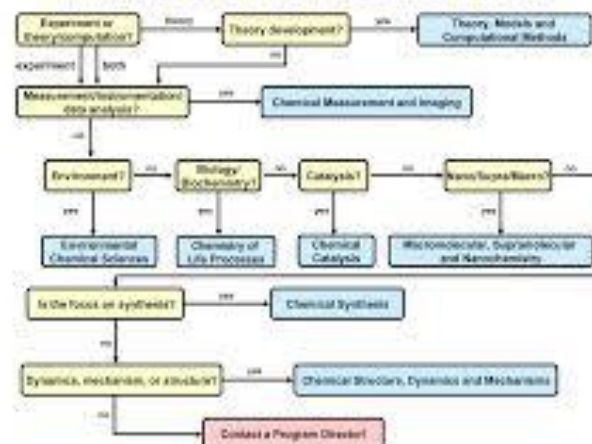 Experiment or
theory/computation?
theory
Theory development?
yes
Theory, Models and
Computational Methods
experiment
both
no
Measurement/instrumentation/
data analysis?
yes
Chemical Measurement and Imaging
no
Environment?
no
Biology/
Biochemistry?
no
Catalysis?
no
Nano/Supra/Macro?
no
yes
yes
yes
yes
Environmental
Chemical Sciences
Chemistry of
Life Processes
Chemical
Catalysis
Macromolecular, Supramolecular
and Nanochemistry
Is the focus on synthesis?
yes
Chemical Synthesis
no
Dynamics, mechanism, or structure?
yes
Chemical Structure, Dynamics and Mechanisms
no
Contact a Program Director!